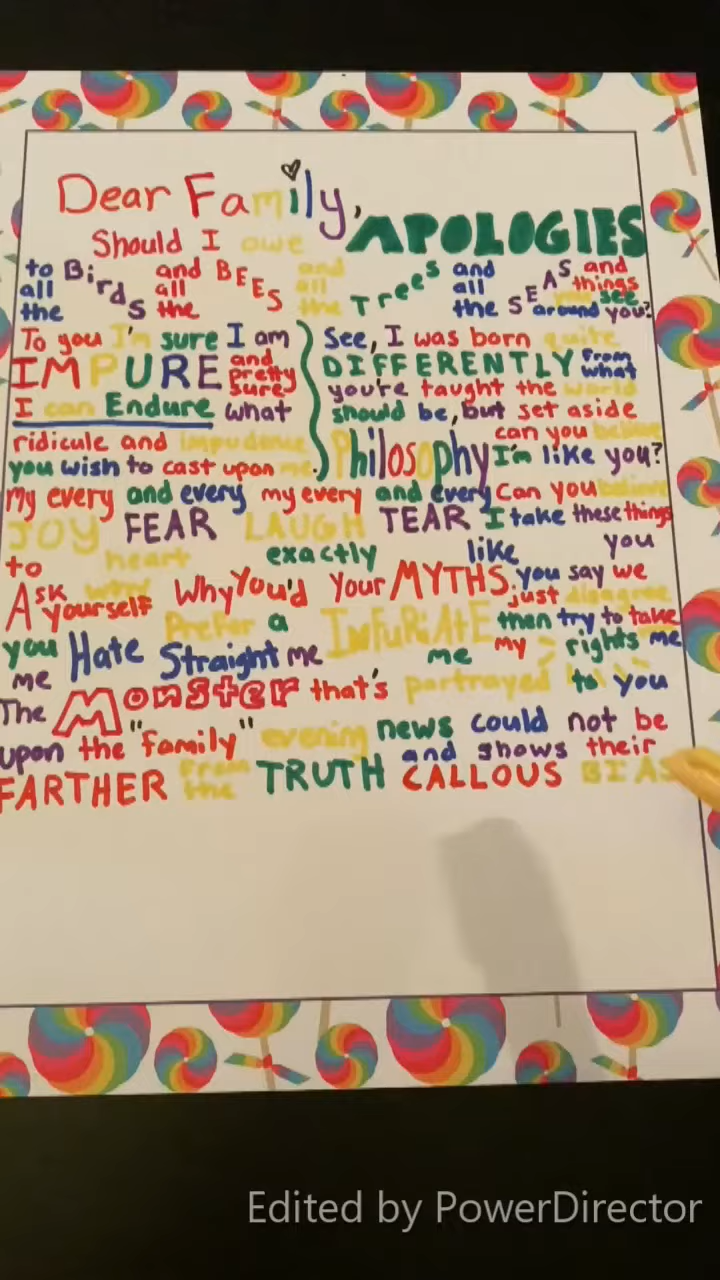 Dear Family,
Should I owe APOLOGIES
to all the Birds and all the BEES and all the Trees and all the SEAS and things you see around you?
To you I'm sure I am
IMPURE and pretty sure
I can Endure what
ridicule and impudence
you wish to cast upon me.
See, I was born quite
DIFFERENTLY from what
you're taught the world
should be, but set aside
Philosophy can you believe I'm like you?
My every and every my every and every Can you believe
JOY FEAR LAUGH TEAR I take these things
to heart exactly like you
Ask yourself why Why You'd Your MYTHS. you say we just disagree
you Hate Prefer a INFURIATE then try to take
me Straight me me my rights me
The Monster that's portrayed to you
upon the "family" evening news could not be
FARTHER from the TRUTH and shows their CALLOUS BIAS
Edited by PowerDirector